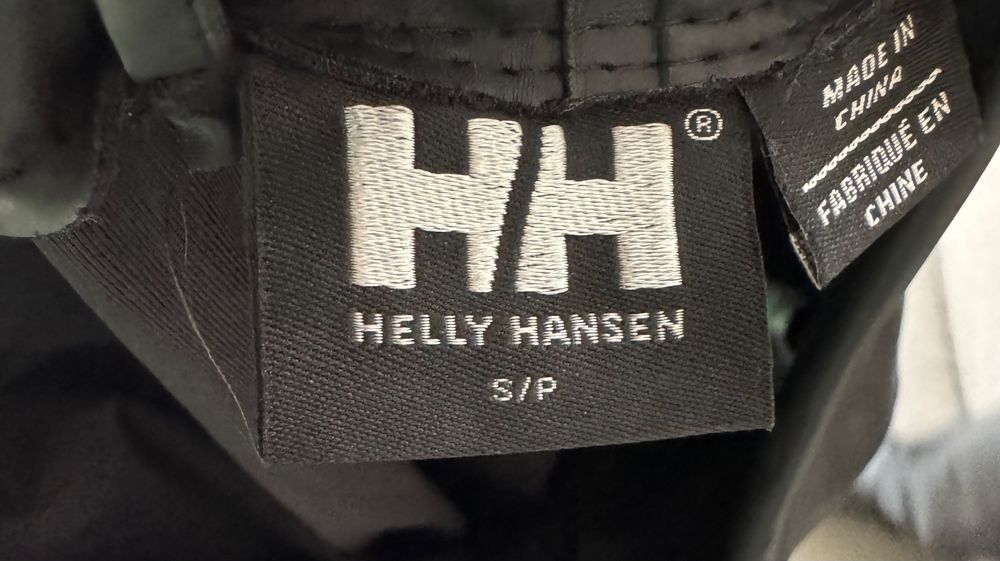 HH®
HELLY HANSEN
S/P
MADE IN
CHINA
FABRIQUÉ EN
CHINE